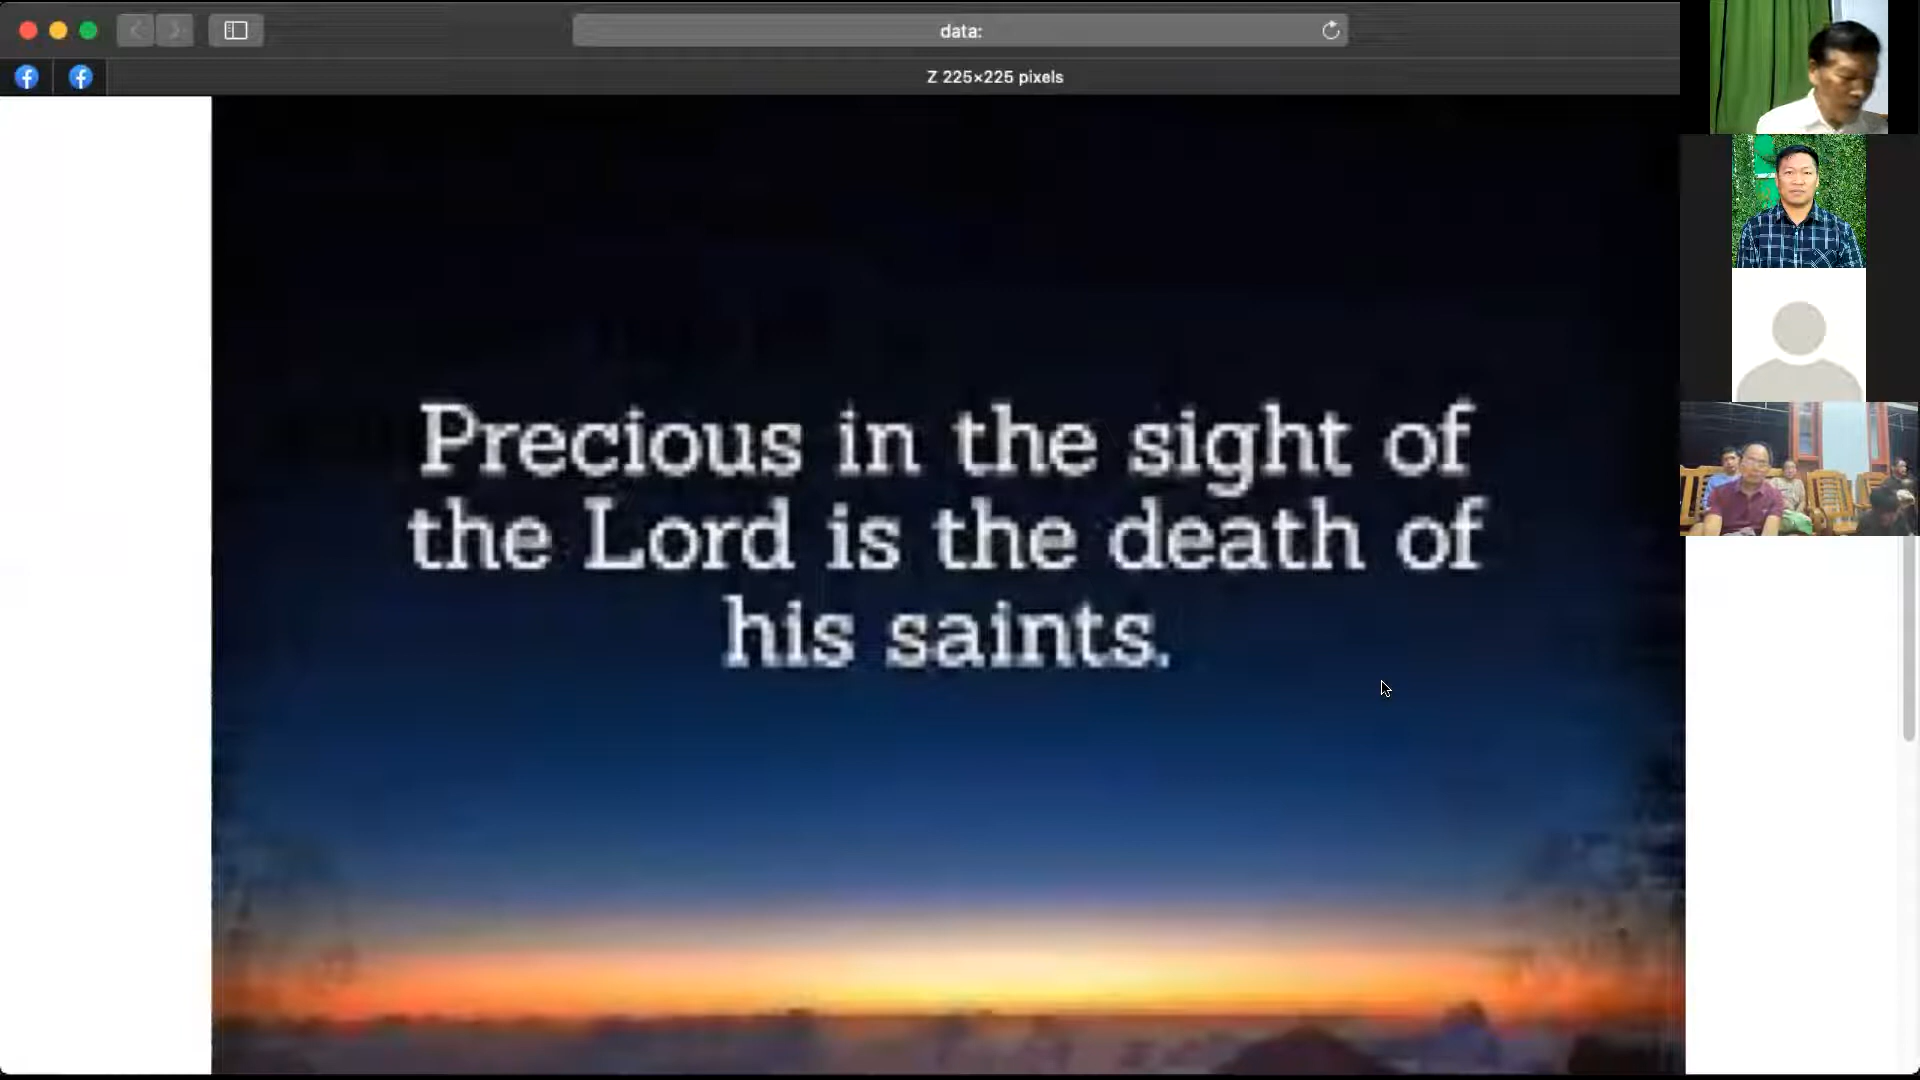 data:
Z 225×225 pixels
Precious in the sight of
the Lord is the death of
his saints.